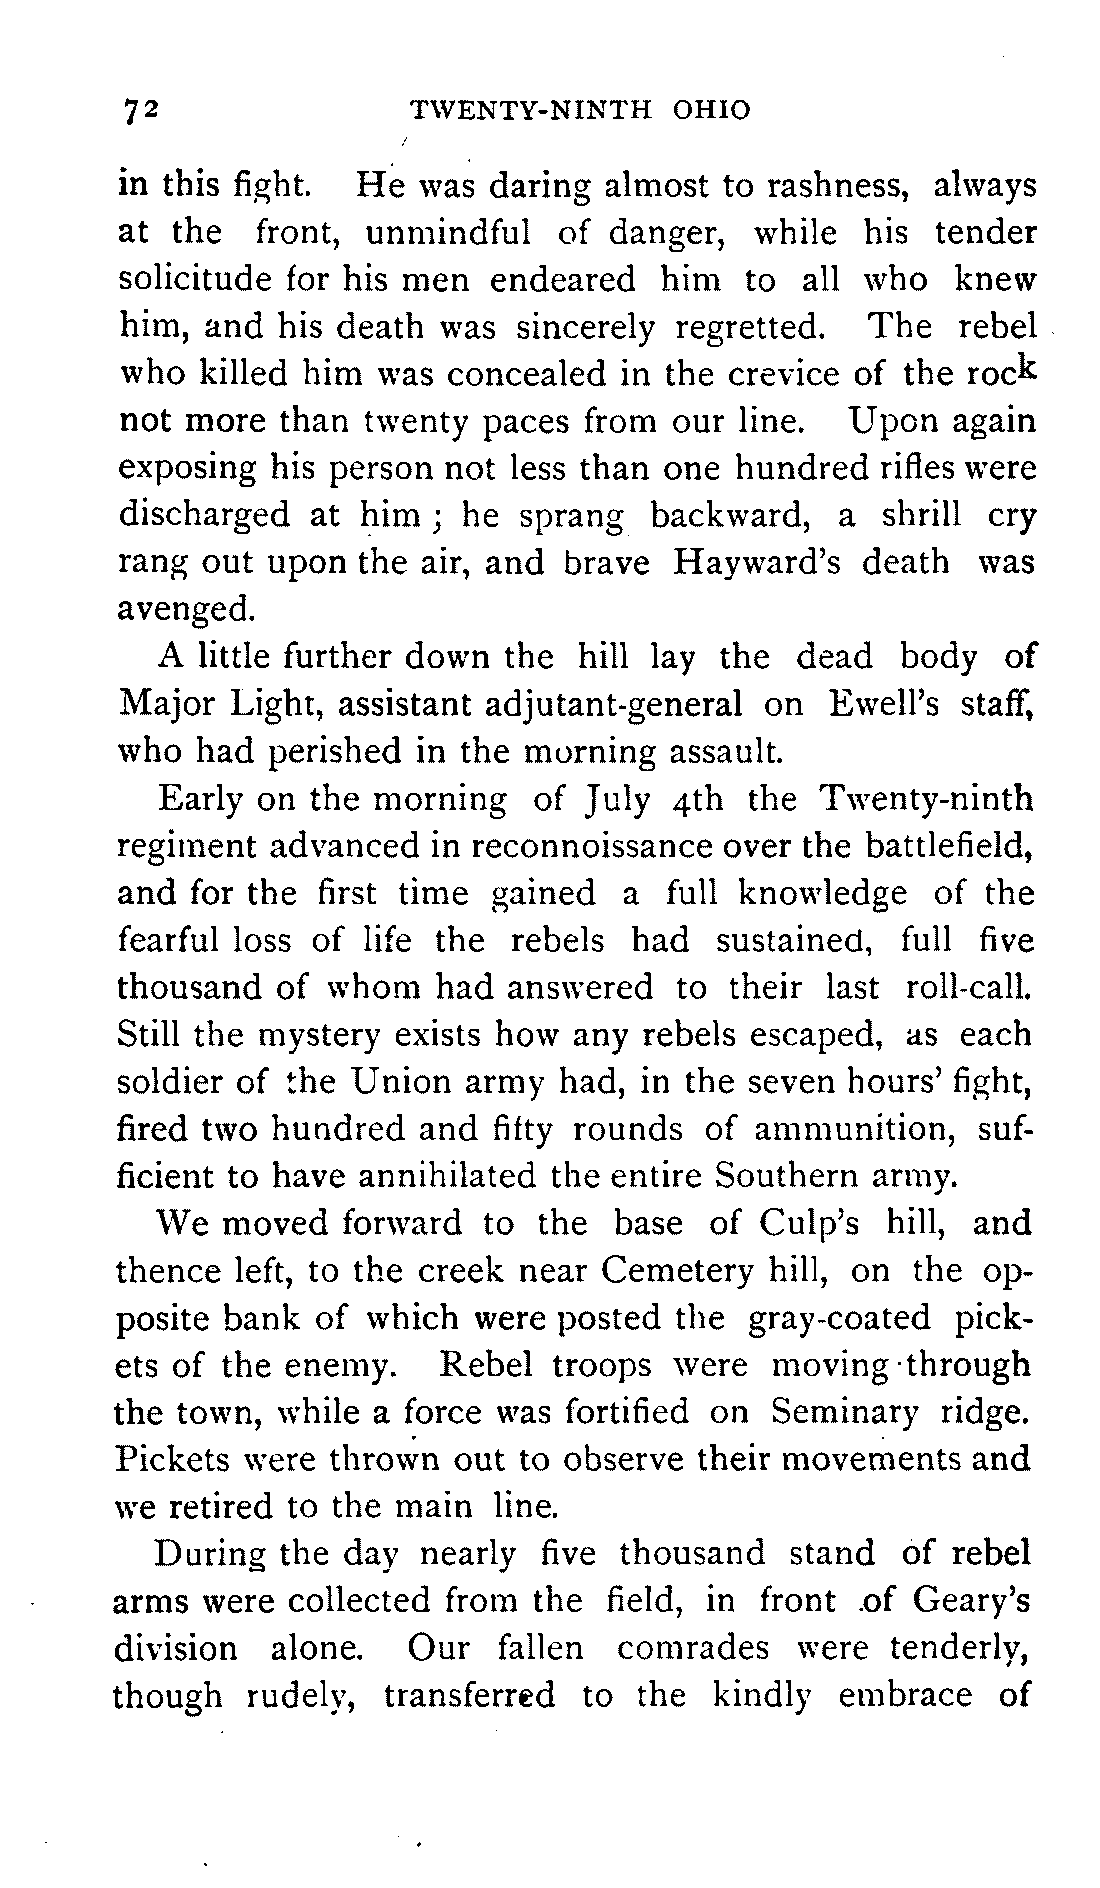 72 TWENTY-NINTH OHIO
in this fight. He was daring almost to rashness, always
at the front, unmindful of danger, while his tender
solicitude for his men endeared him to all who knew
him, and his death was sincerely regretted. The rebel
who killed him was concealed in the crevice of the rock
not more than twenty paces from our line. Upon again
exposing his person not less than one hundred rifles were
discharged at him ; he sprang backward, a shrill cry
rang out upon the air, and brave Hayward's death was
avenged.
A little further down the hill lay the dead body of
Major Light, assistant adjutant-general on Ewell's staff,
who had perished in the morning assault.
Early on the morning of July 4th the Twenty-ninth
regiment advanced in reconnoissance over the battlefield,
and for the first time gained a full knowledge of the
fearful loss of life the rebels had sustained, full five
thousand of whom had answered to their last roll-call.
Still the mystery exists how any rebels escaped, as each
soldier of the Union army had, in the seven hours' fight,
fired two hundred and fifty rounds of ammunition, suf-
ficient to have annihilated the entire Southern army.
We moved forward to the base of Culp's hill, and
thence left, to the creek near Cemetery hill, on the op-
posite bank of which were posted the gray-coated pick-
ets of the enemy. Rebel troops were moving through
the town, while a force was fortified on Seminary ridge.
Pickets were thrown out to observe their movements and
we retired to the main line.
During the day nearly five thousand stand of rebel
arms were collected from the field, in front of Geary's
division alone. Our fallen comrades were tenderly,
though rudely, transferred to the kindly embrace of